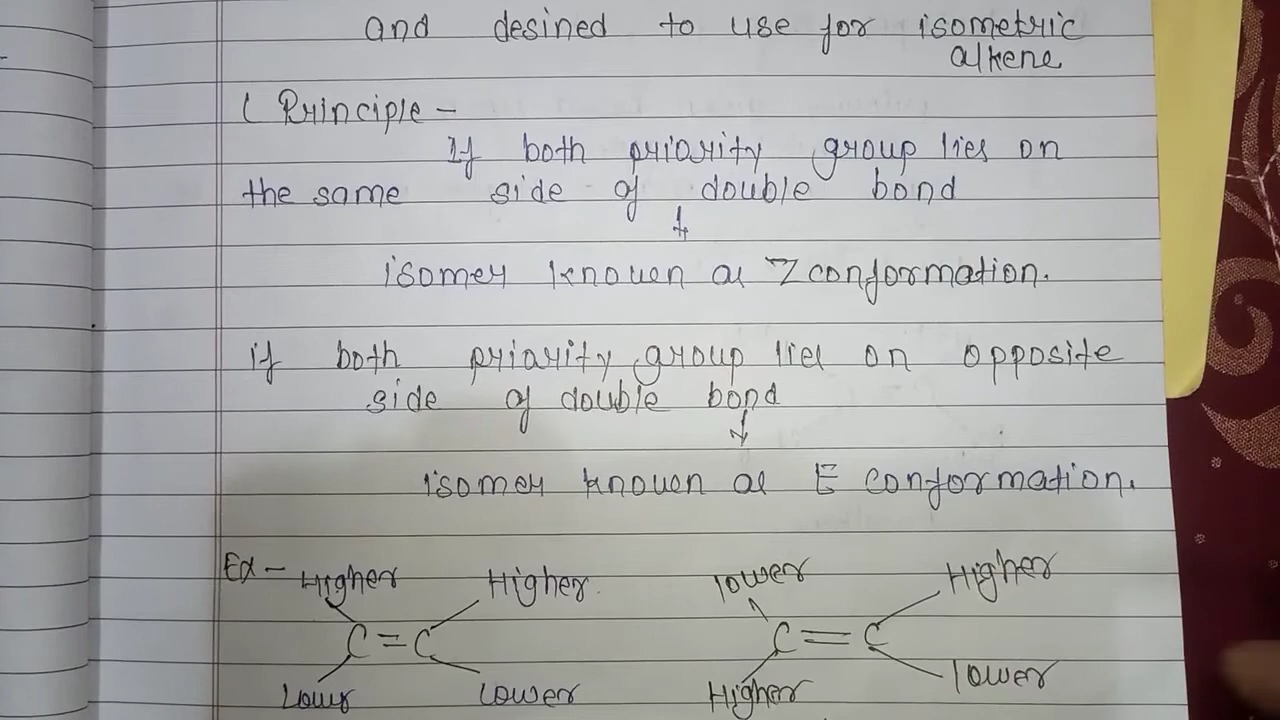 and desined to use for isometric
alkene
( Principle -
If both priority group lies on
the same side of double bond
isomer knouen as Z conformation.
if both priarity group lies on opposite
side of double bond
isomer knouen as E conformation.
Ex - Higher Higher lower Higher
C = C C = C
Lowr Lower Higher lower